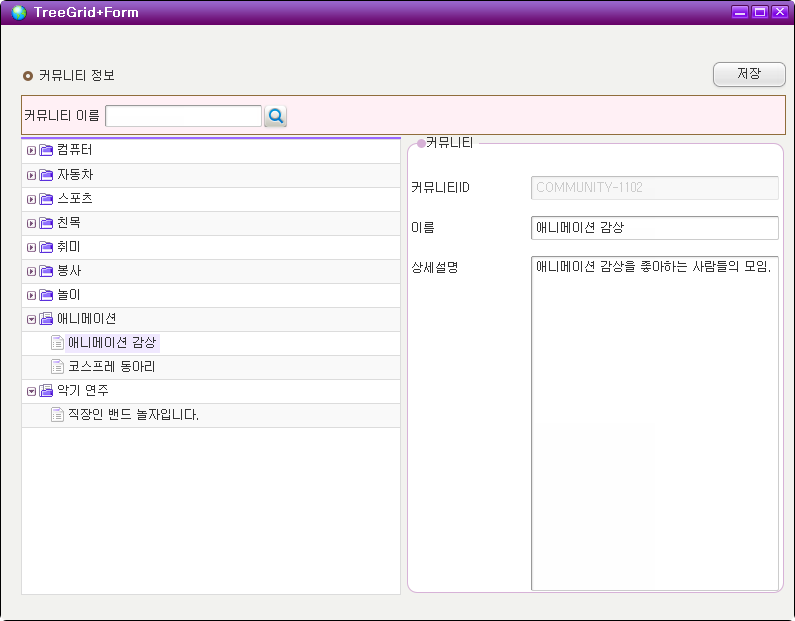 TreeGrid+Form
커뮤니티 정보
저장
커뮤니티 이름
컴퓨터
자동차
스포츠
친목
취미
봉사
놀이
애니메이션
애니메이션 감상
코스프레 동아리
악기 연주
직장인 밴드 놀자입니다.
커뮤니티
커뮤니티ID
COMMUNITY-1102
이름
애니메이션 감상
상세설명
애니메이션 감상을 좋아하는 사람들의 모임.